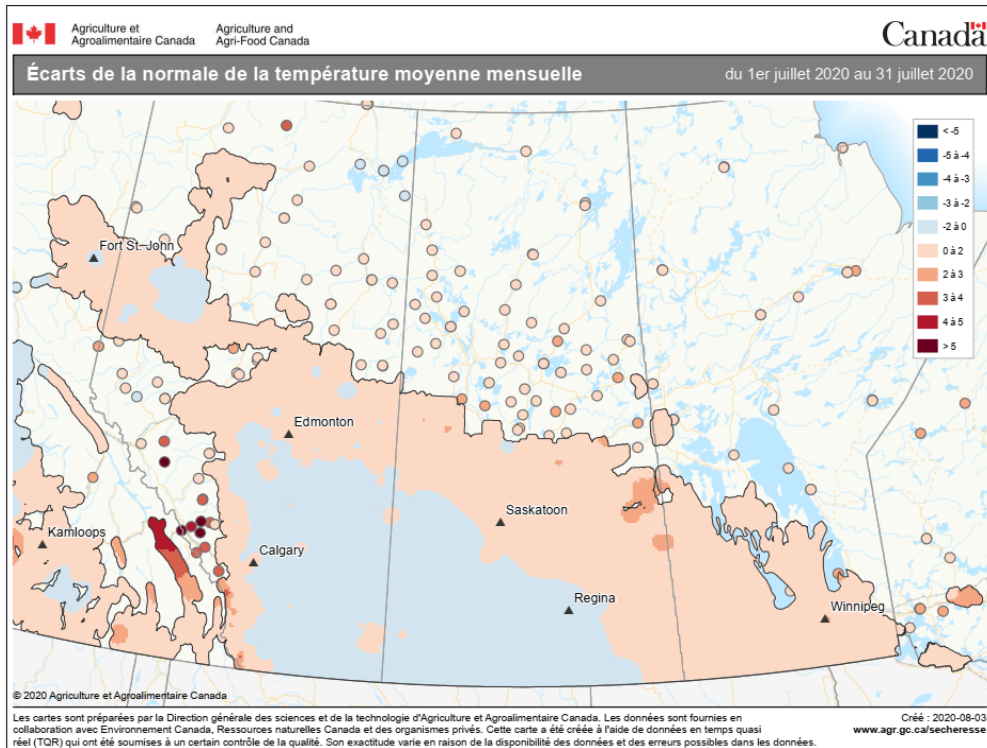 Agriculture et
Agroalimentaire Canada
Agriculture and
Agri-Food Canada
Canada
Écarts de la normale de la température moyenne mensuelle
du 1er juillet 2020 au 31 juillet 2020
< -5
-5 à -4
-4 à -3
-3 à -2
-2 à 0
0 à 2
2 à 3
3 à 4
4 à 5
> 5
Fort St. John
Edmonton
Saskatoon
Kamloops
Calgary
Regina
Winnipeg
© 2020 Agriculture et Agroalimentaire Canada
Les cartes sont préparées par la Direction générale des sciences et de la technologie d'Agriculture et Agroalimentaire Canada. Les données sont fournies en
collaboration avec Environnement Canada, Ressources naturelles Canada et des organismes privés. Cette carte a été créée à l'aide de données en temps quasi
réel (TQR) qui ont été soumises à un certain contrôle de la qualité. Son exactitude varie en raison de la disponibilité des données et des erreurs possibles dans les données.
Créé : 2020-08-03
www.agr.gc.ca/secheresse